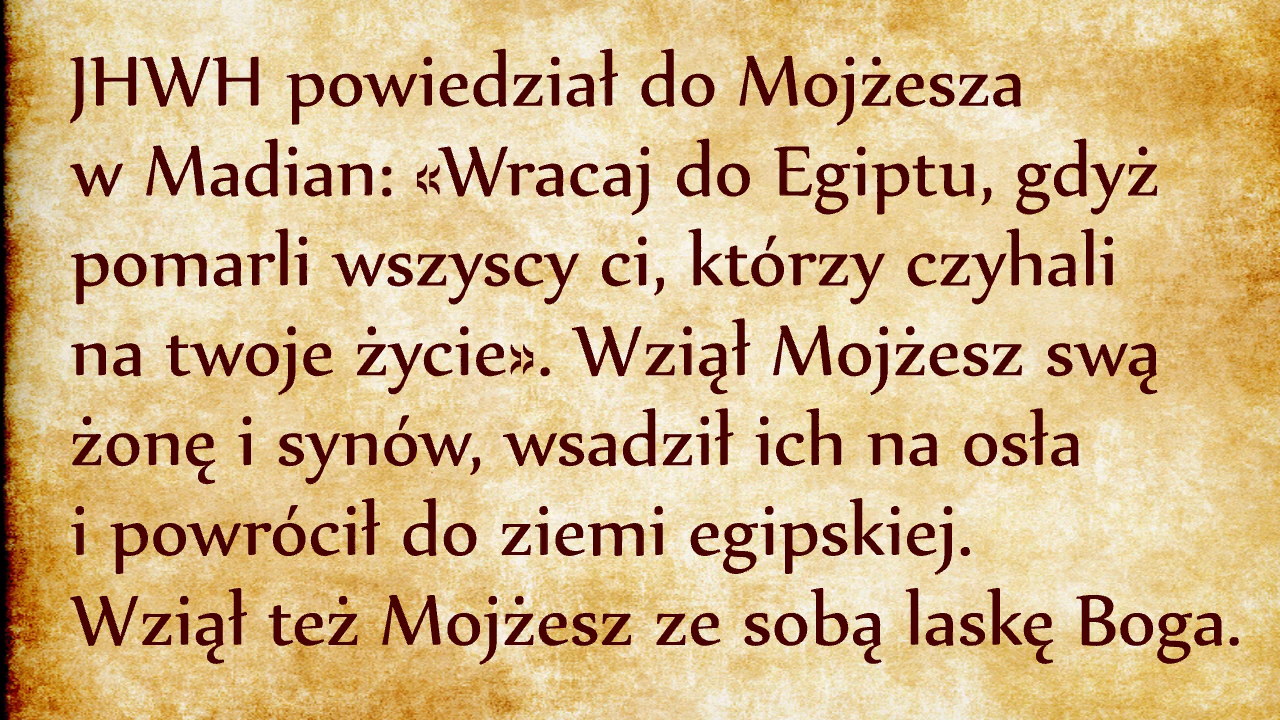 JHWH powiedział do Mojżesza
w Madian: «Wracaj do Egiptu, gdyż
pomarli wszyscy ci, którzy czyhali
na twoje życie». Wziął Mojżesz swą
żonę i synów, wsadził ich na osła
i powrócił do ziemi egipskiej.
Wziął też Mojżesz ze sobą laskę Boga.